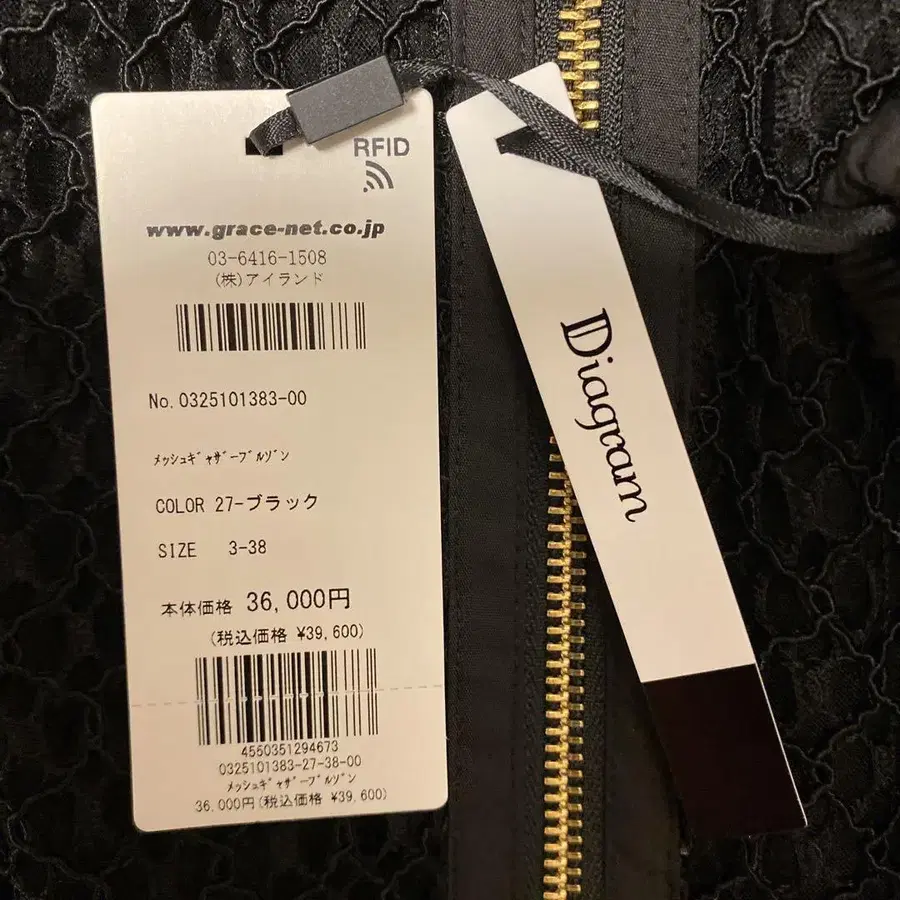 RFID
www.grace-net.co.jp
03-6416-1508
(株)アイランド
No. 0325101383-00
ﾒｯｼｭｷﾞｬｻﾞｰﾌﾞﾙｿﾞﾝ
COLOR 27-ブラック
SIZE 3-38
本体価格 36,000円
(税込価格 ¥39,600)
4550351294673
0325101383-27-38-00
ﾒｯｼｭｷﾞｬｻﾞｰﾌﾞﾙｿﾞﾝ
36,000円(税込価格 ¥39,600)
Diagram